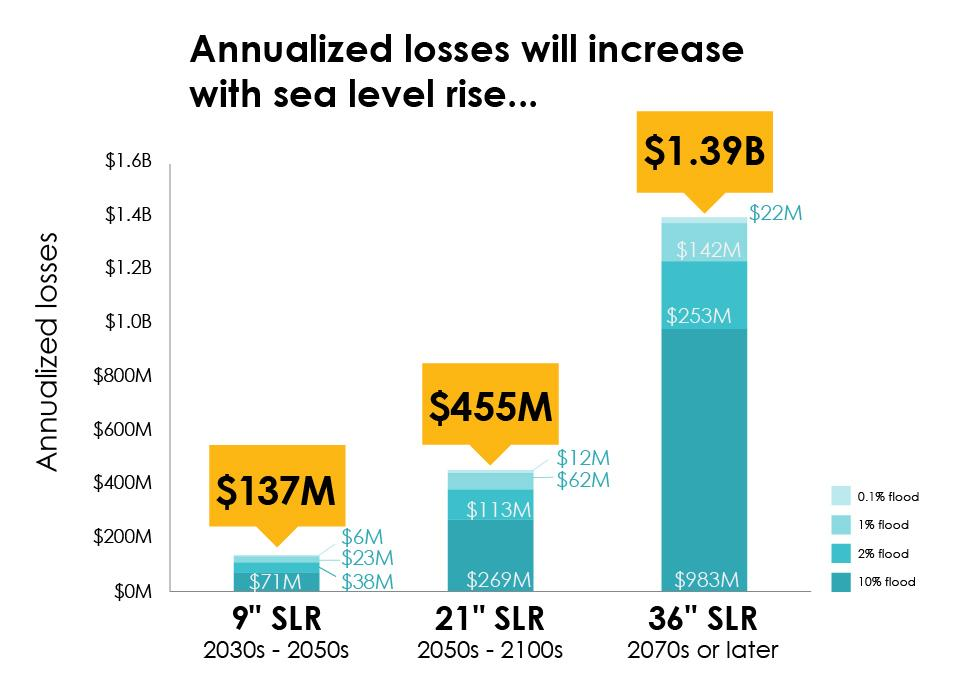 Annualized losses will increase
with sea level rise...
$1.39B
$1.6B
$1.4B
$22M
$142M
$1.2B
$253M
$1.0B
Annualized losses
$800M
$455M
$600M
$12M
$62M
$400M
$137M
$113M
0.1% flood
1% flood
2% flood
10% flood
$200M
$6M
$23M
$38M
$71M
$269M
$983M
$0M
9" SLR
2030s - 2050s
21" SLR
2050s - 2100s
36" SLR
2070s or later